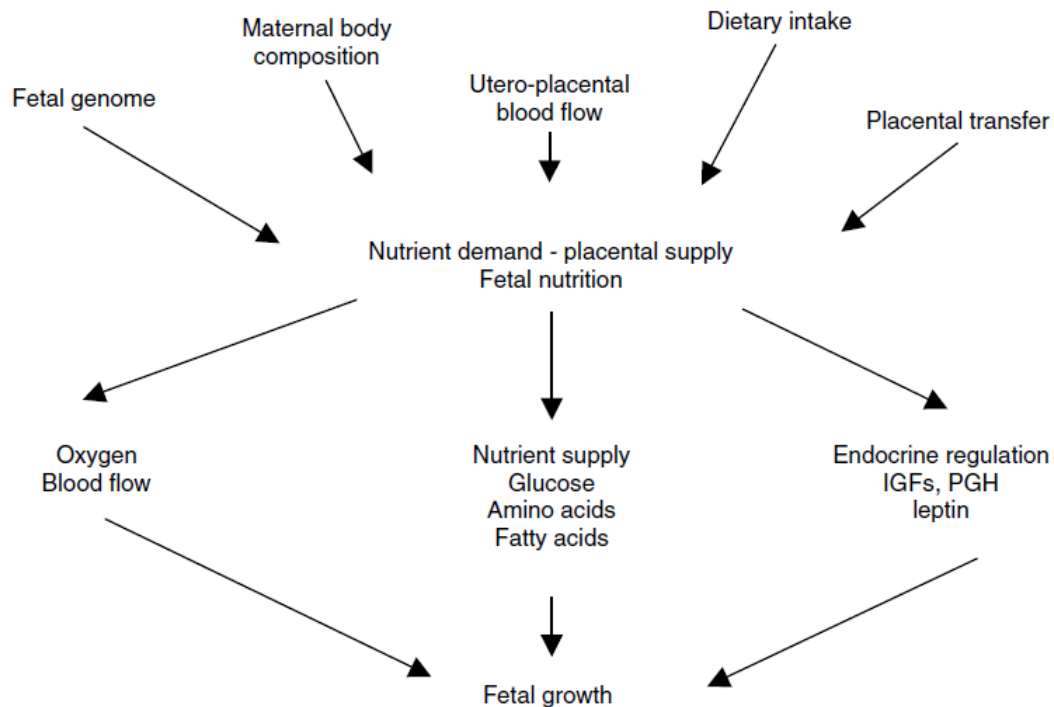 Fetal genome
Maternal body
composition
Utero-placental
blood flow
Dietary intake
Placental transfer
Nutrient demand - placental supply
Fetal nutrition
Oxygen
Blood flow
Nutrient supply
Glucose
Amino acids
Fatty acids
Endocrine regulation
IGFs, PGH
leptin
Fetal growth